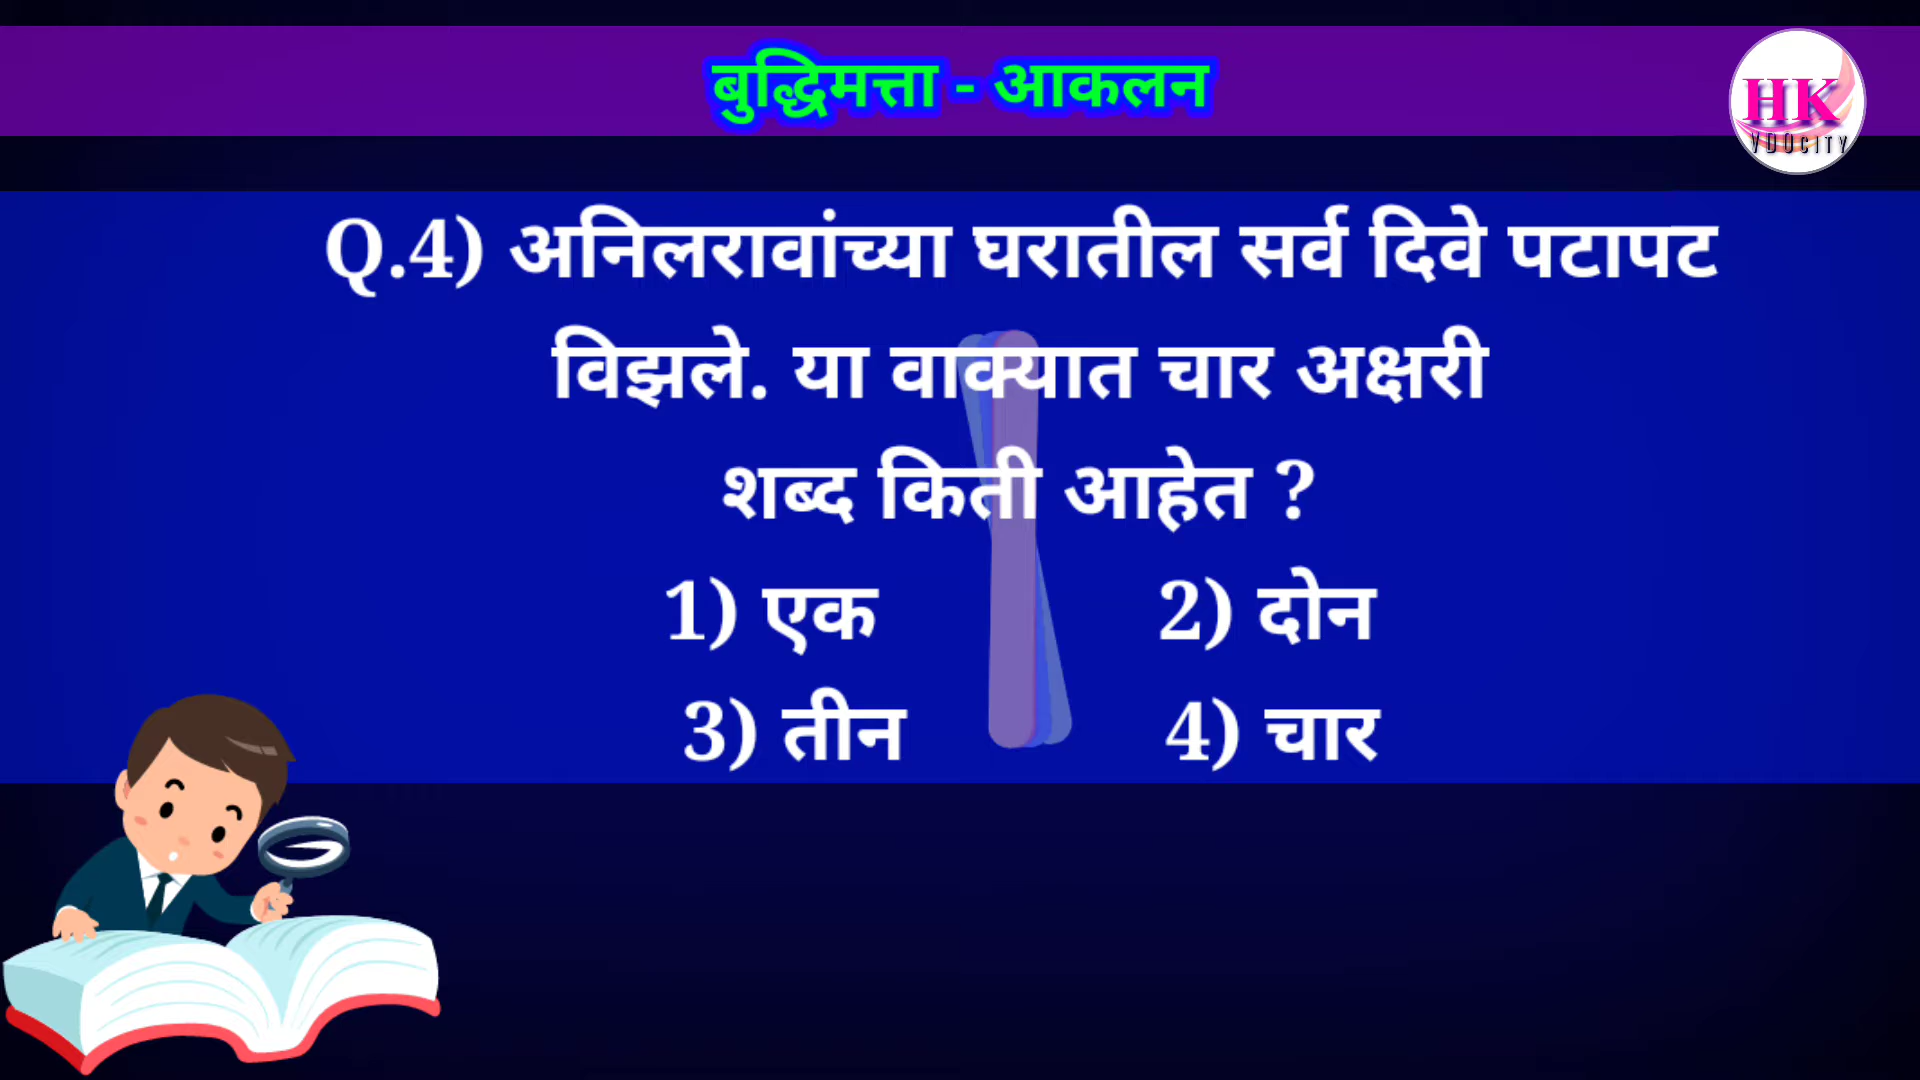 बुद्धिमत्ता - आकलन
HK
VDOCITY
Q.4) अनिलरावांच्या घरातील सर्व दिवे पटापट
विझले. या वाक्यात चार अक्षरी
शब्द किती आहेत ?
1) एक 2) दोन
3) तीन 4) चार